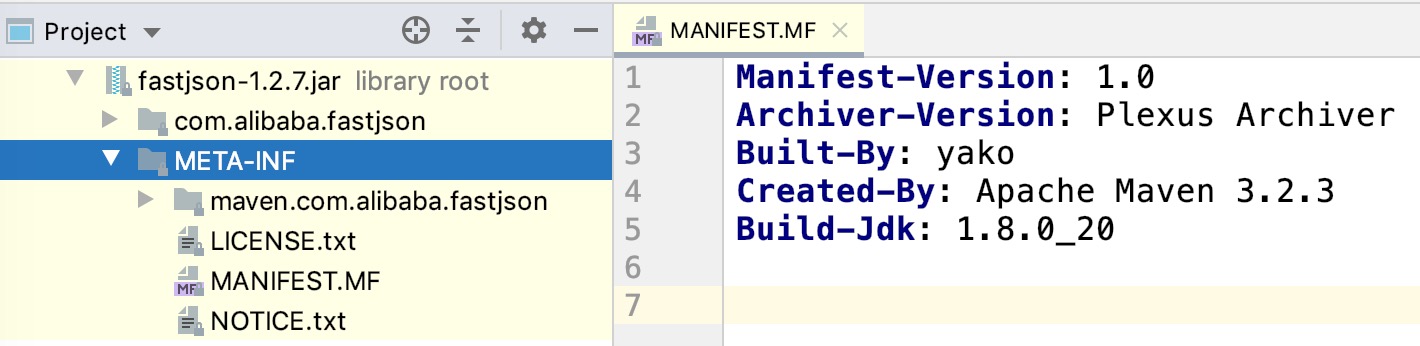 Project
fastjson-1.2.7.jar library root
com.alibaba.fastjson
META-INF
maven.com.alibaba.fastjson
LICENSE.txt
MF MANIFEST.MF
NOTICE.txt
MF MANIFEST.MF
1 Manifest-Version: 1.0
2 Archiver-Version: Plexus Archiver
3 Built-By: yako
4 Created-By: Apache Maven 3.2.3
5 Build-Jdk: 1.8.0_20
6
7